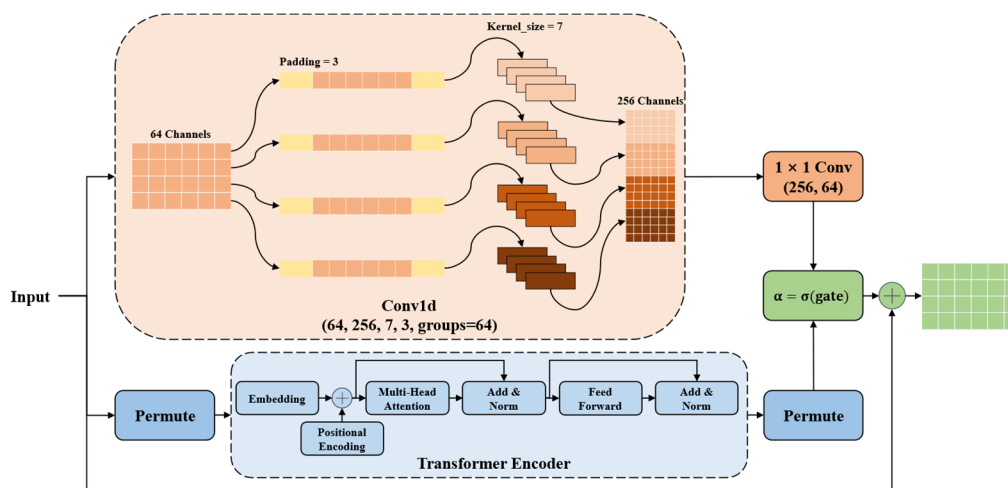 Kernel_size = 7
Padding = 3
64 Channels
256 Channels
Conv1d
(64, 256, 7, 3, groups=64)
1 × 1 Conv
(256, 64)
Input
α = σ(gate)
+
Permute
Embedding
+
Positional
Encoding
Multi-Head
Attention
Add &
Norm
Feed
Forward
Add &
Norm
Transformer Encoder
Permute